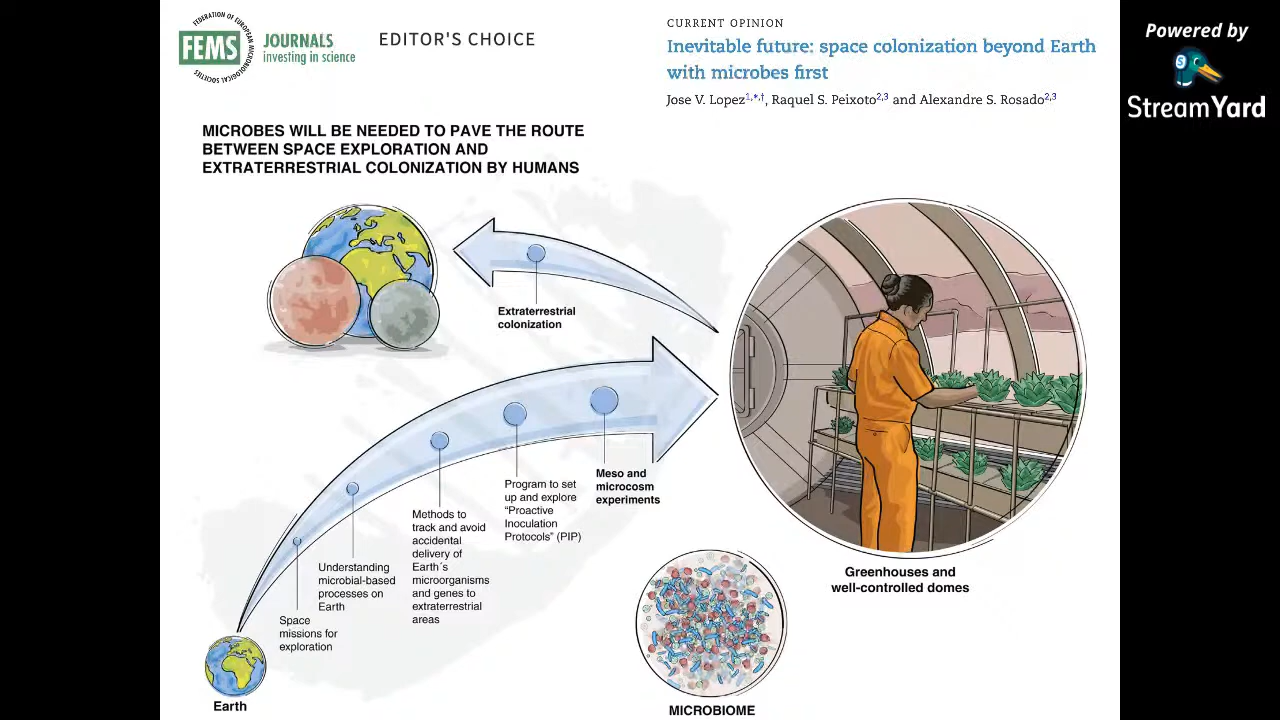 FEDERATION OF EUROPEAN MICROBIOLOGICAL SOCIETIES
FEMS
JOURNALS
investing in science
EDITOR'S CHOICE
CURRENT OPINION
Inevitable future: space colonization beyond Earth
with microbes first
Jose V. Lopez1,*,†, Raquel S. Peixoto2,3 and Alexandre S. Rosado2,3
Powered by
S
StreamYard
MICROBES WILL BE NEEDED TO PAVE THE ROUTE
BETWEEN SPACE EXPLORATION AND
EXTRATERRESTRIAL COLONIZATION BY HUMANS
Extraterrestrial
colonization
Meso and
microcosm
experiments
Program to set
up and explore
“Proactive
Inoculation
Protocols” (PIP)
Methods to
track and avoid
accidental
delivery of
Earth´s
microorganisms
and genes to
extraterrestrial
areas
Understanding
microbial-based
processes on
Earth
Space
missions for
exploration
Earth
Greenhouses and
well-controlled domes
MICROBIOME